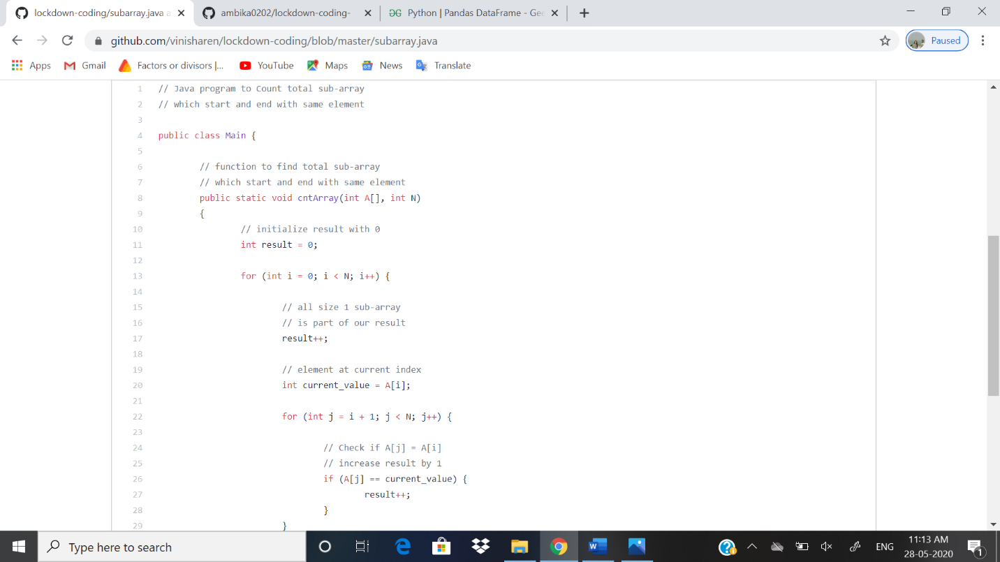 lockdown-coding/subarray.java a
ambika0202/lockdown-coding-
Python | Pandas DataFrame - Gee
github.com/vinisharen/lockdown-coding/blob/master/subarray.java
Paused
Apps
Gmail
Factors or divisors |...
YouTube
Maps
News
Translate
1 // Java program to Count total sub-array
2 // which start and end with same element
3
4 public class Main {
5
6 // function to find total sub-array
7 // which start and end with same element
8 public static void cntArray(int A[], int N)
9 {
10 // initialize result with 0
11 int result = 0;
12
13 for (int i = 0; i < N; i++) {
14
15 // all size 1 sub-array
16 // is part of our result
17 result++;
18
19 // element at current index
20 int current_value = A[i];
21
22 for (int j = i + 1; j < N; j++) {
23
24 // Check if A[j] = A[i]
25 // increase result by 1
26 if (A[j] == current_value) {
27 result++;
28 }
29 }
Type here to search
ENG
11:13 AM
28-05-2020
1